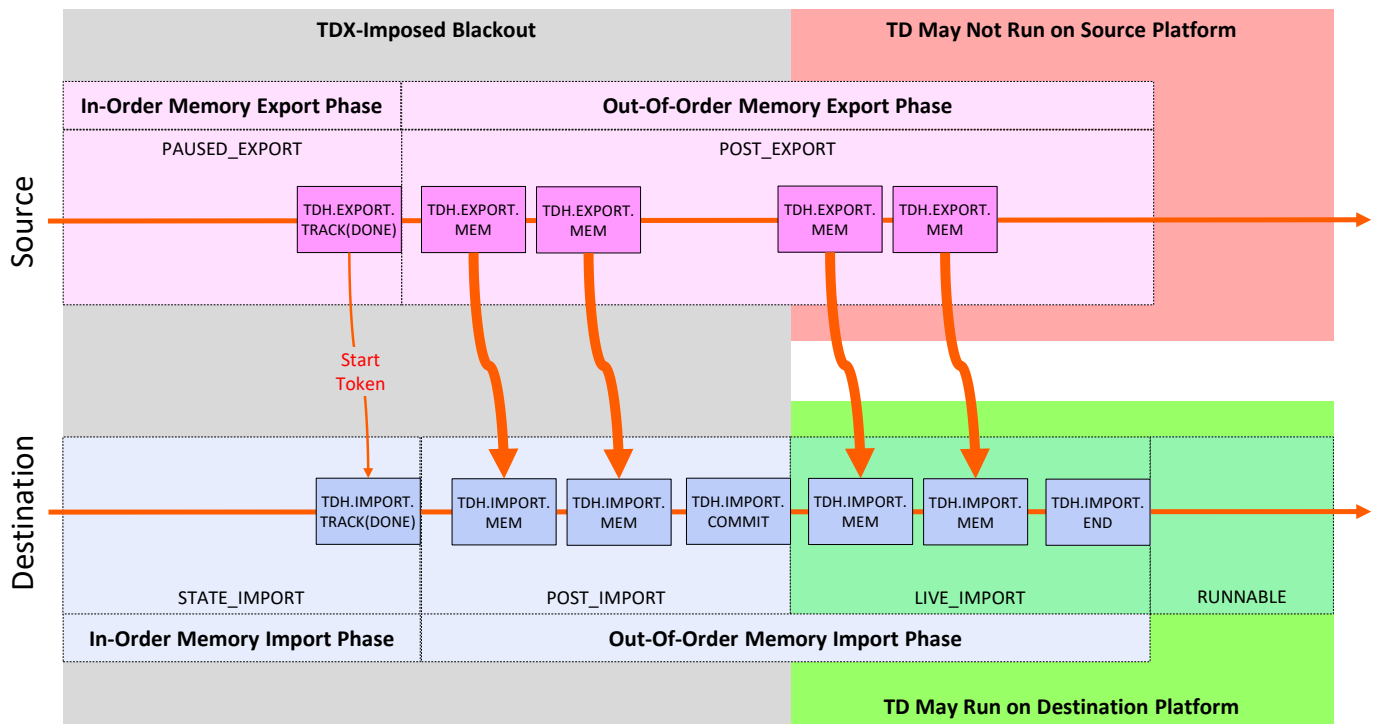 TDX-Imposed Blackout
TD May Not Run on Source Platform
In-Order Memory Export Phase
Out-Of-Order Memory Export Phase
PAUSED_EXPORT
POST_EXPORT
Source
TDH.EXPORT.
TRACK(DONE)
TDH.EXPORT.
MEM
TDH.EXPORT.
MEM
TDH.EXPORT.
MEM
TDH.EXPORT.
MEM
Start
Token
Destination
TDH.IMPORT.
TRACK(DONE)
TDH.IMPORT.
MEM
TDH.IMPORT.
MEM
TDH.IMPORT.
COMMIT
TDH.IMPORT.
MEM
TDH.IMPORT.
MEM
TDH.IMPORT.
END
STATE_IMPORT
POST_IMPORT
LIVE_IMPORT
RUNNABLE
In-Order Memory Import Phase
Out-Of-Order Memory Import Phase
TD May Run on Destination Platform